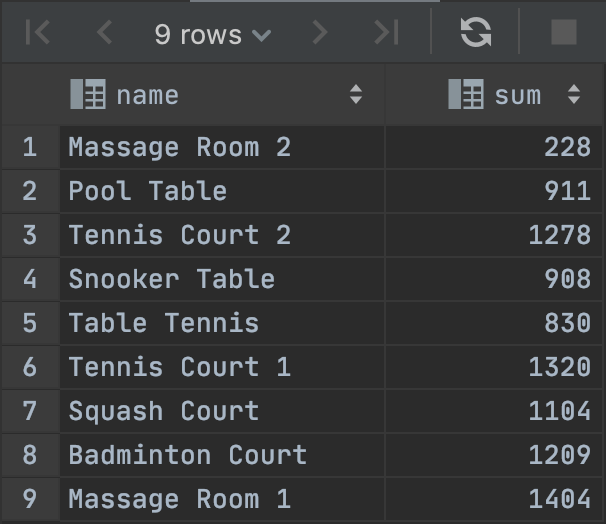 9 rows
name sum
1 Massage Room 2 228
2 Pool Table 911
3 Tennis Court 2 1278
4 Snooker Table 908
5 Table Tennis 830
6 Tennis Court 1 1320
7 Squash Court 1104
8 Badminton Court 1209
9 Massage Room 1 1404